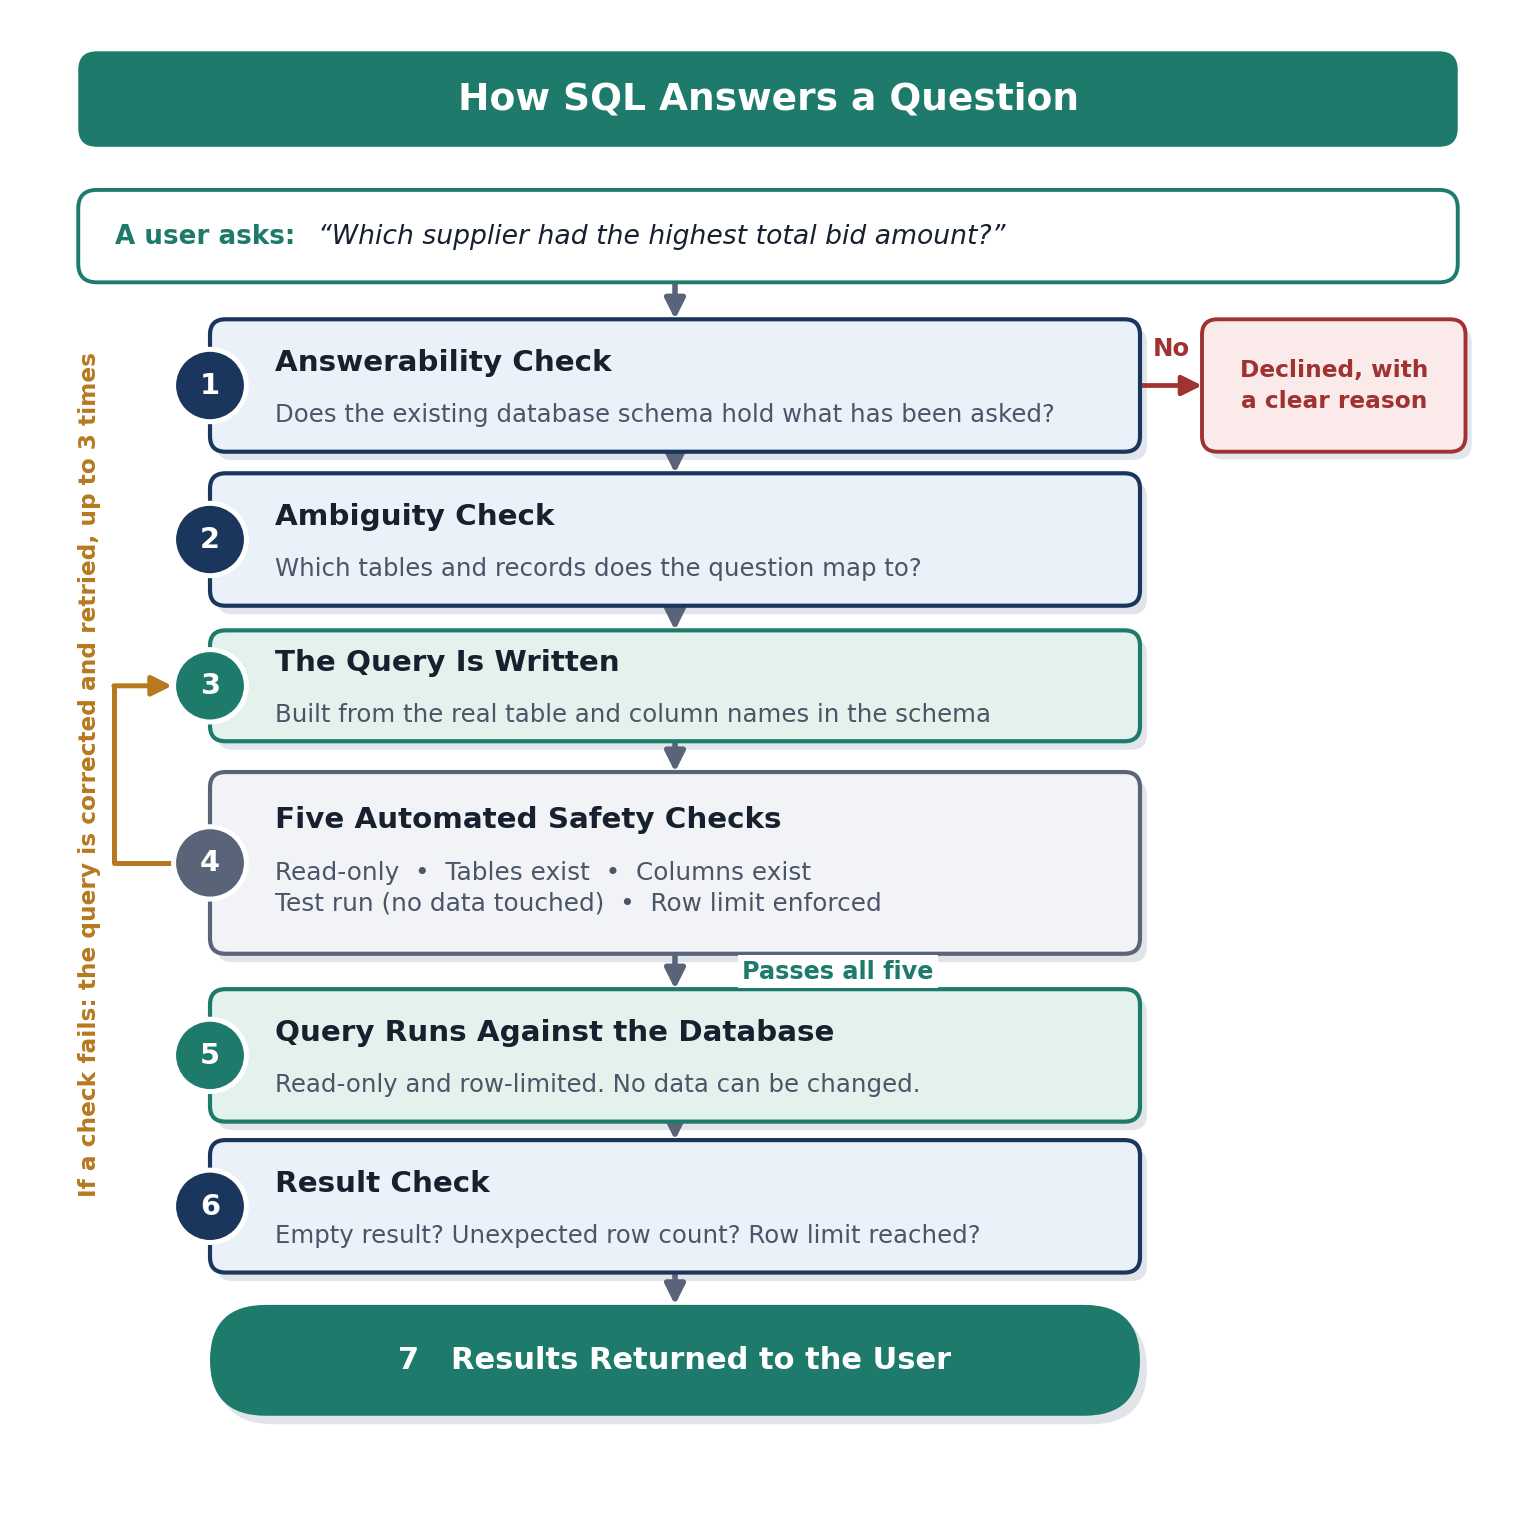 How SQL Answers a Question
A user asks: “Which supplier had the highest total bid amount?”
1
Answerability Check
Does the existing database schema hold what has been asked?
No
Declined, with
a clear reason
2
Ambiguity Check
Which tables and records does the question map to?
3
The Query Is Written
Built from the real table and column names in the schema
4
Five Automated Safety Checks
Read-only • Tables exist • Columns exist
Test run (no data touched) • Row limit enforced
If a check fails: the query is corrected and retried, up to 3 times
Passes all five
5
Query Runs Against the Database
Read-only and row-limited. No data can be changed.
6
Result Check
Empty result? Unexpected row count? Row limit reached?
7 Results Returned to the User